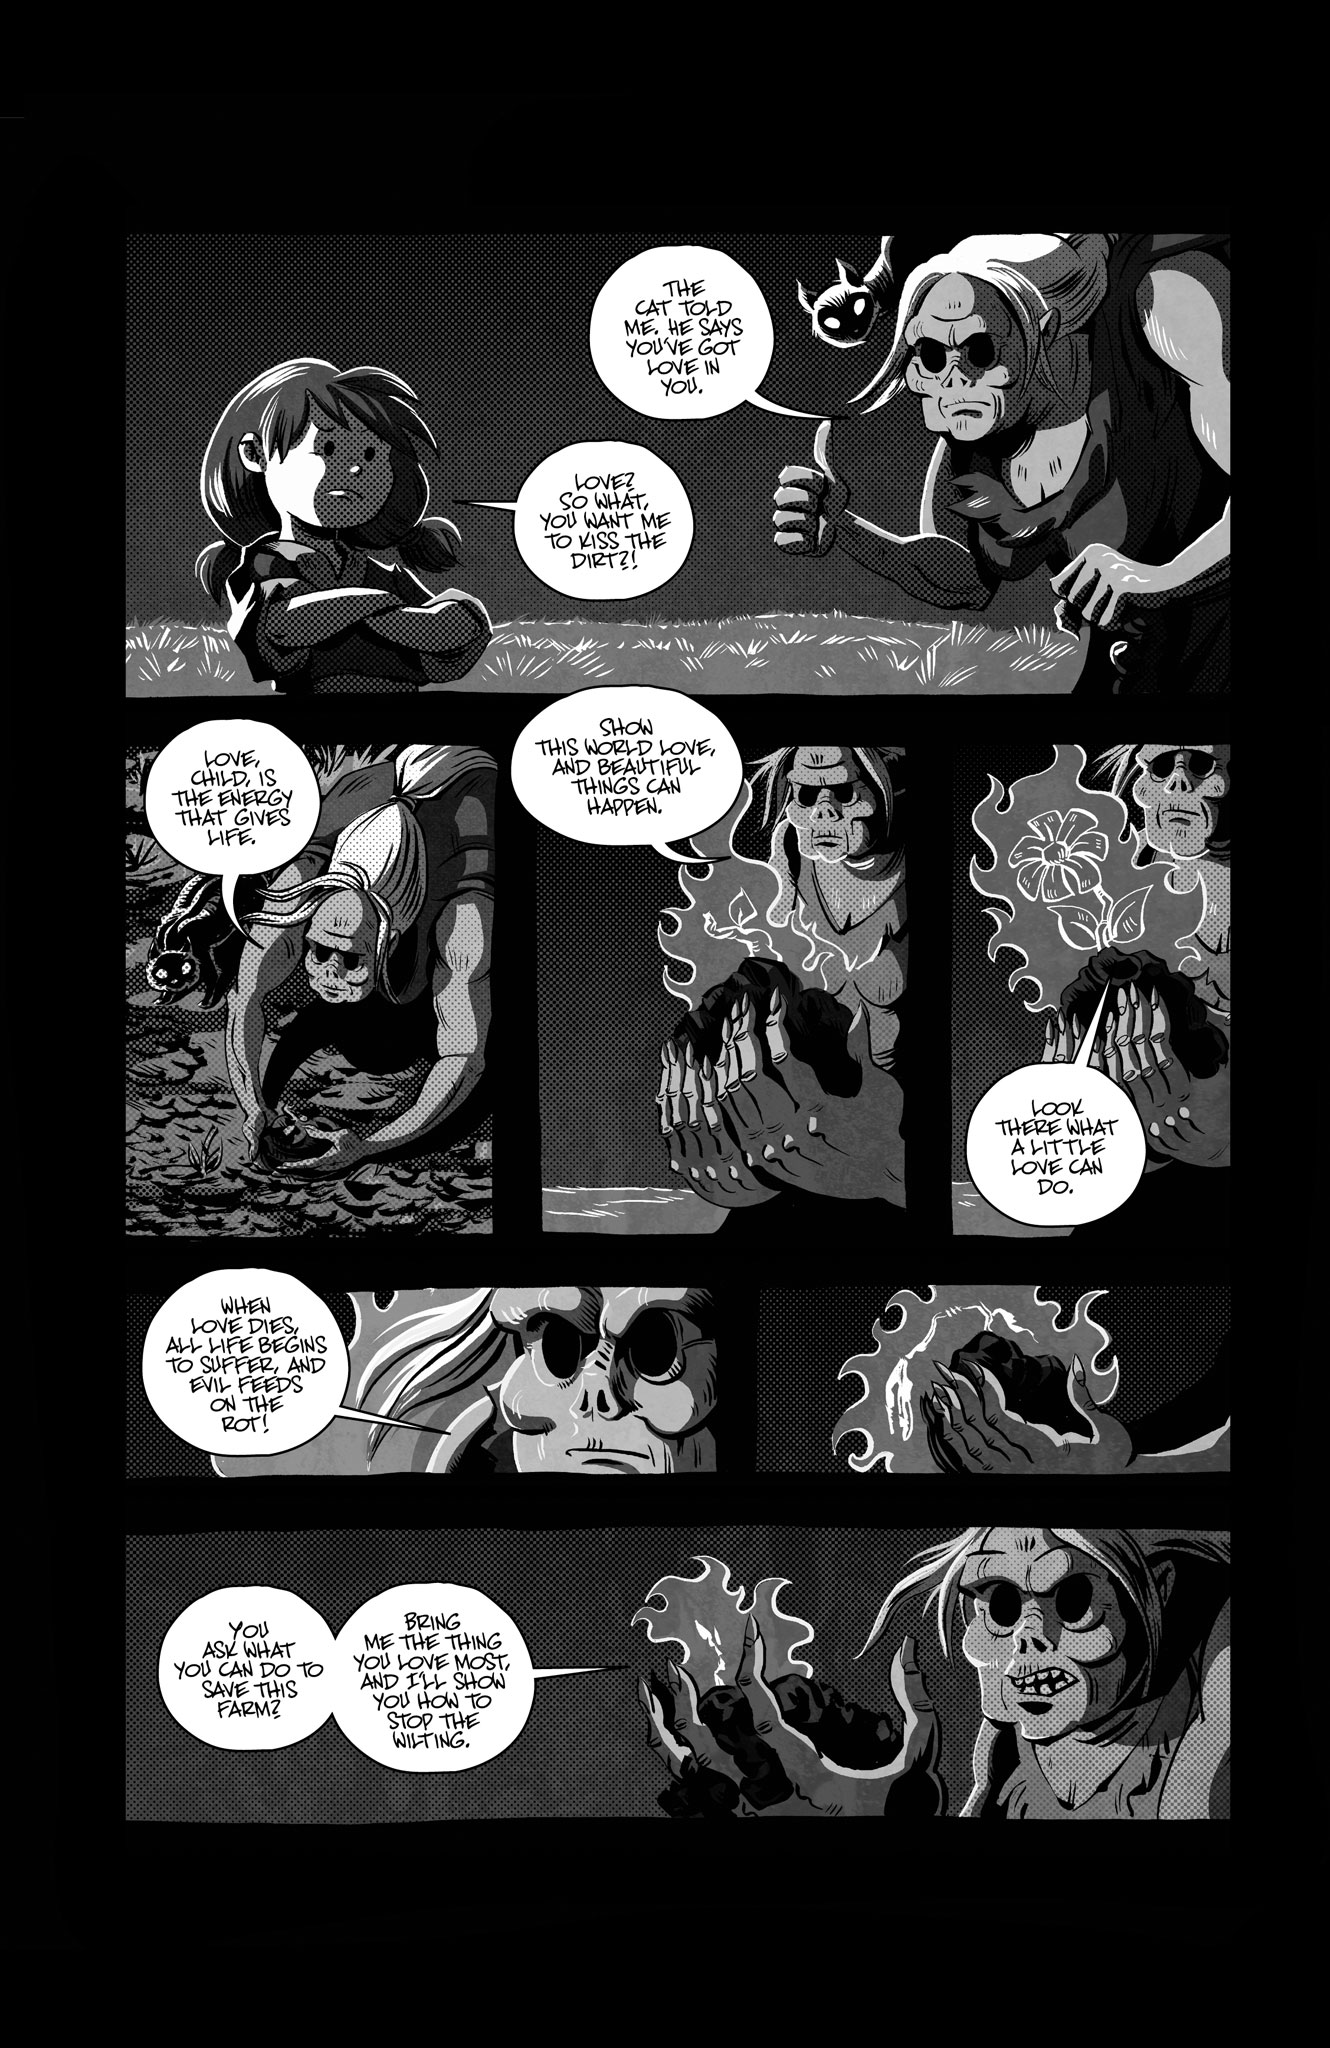 THE
CAT TOLD
ME. HE SAYS
YOU'VE GOT
LOVE IN
YOU.
LOVE?
SO WHAT,
YOU WANT ME
TO KISS THE
DIRT?!
LOVE,
CHILD, IS
THE ENERGY
THAT GIVES
LIFE.
SHOW
THIS WORLD LOVE,
AND BEAUTIFUL
THINGS CAN
HAPPEN.
LOOK
THERE WHAT
A LITTLE
LOVE CAN
DO.
WHEN
LOVE DIES,
ALL LIFE BEGINS
TO SUFFER, AND
EVIL FEEDS
ON THE
ROT!
YOU
ASK WHAT
YOU CAN DO TO
SAVE THIS
FARM?
BRING
ME THE THING
YOU LOVE MOST,
AND I'LL SHOW
YOU HOW TO
STOP THE
WILTING.